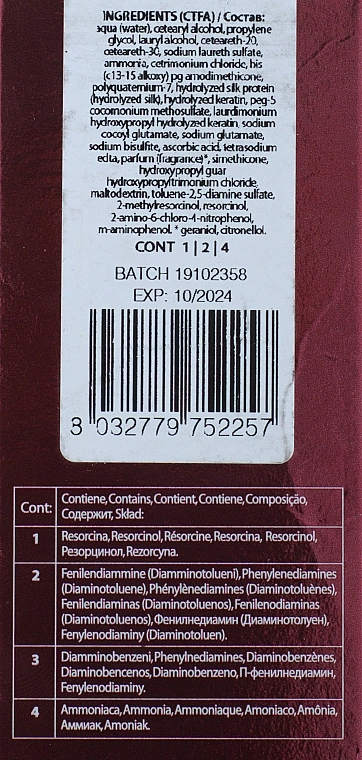 INGREDIENTS (CTFA) / Состав:
aqua (water), cetearyl alcohol, propylene
glycol, lauryl alcohol, ceteareth-20,
ceteareth-30, sodium laureth sulfate,
ammonia, cetrimonium chloride, bis
(c13-15 alkoxy) pg amodimethicone,
polyquaternium-7, hydrolyzed silk protein
(hydrolyzed silk), hydrolyzed keratin, peg-5
cocomonium methosulfate, laurdimonium
hydroxypropyl hydrolyzed keratin, sodium
cocoyl glutamate, sodium glutamate,
sodium bisulfite, ascorbic acid, tetrasodium
edta, parfum (fragrance)*, simethicone,
hydroxypropyl guar
hydroxypropyltrimonium chloride,
maltodextrin, toluene-2,5-diamine sulfate,
2-methylresorcinol, resorcinol,
2-amino-6-chloro-4-nitrophenol,
m-aminophenol. * geraniol, citronellol.
CONT 1 | 2 | 4
BATCH 19102358
EXP: 10/2024
3 032779 752257
Cont: Contiene, Contains, Contient, Contiene, Composição,
Содержит, Skład:
1 Resorcina, Resorcinol, Résorcine, Resorcina, Resorcinol,
Резорцинол, Rezorcyna.
2 Fenilendiammine (Diamminotolueni), Phenylenediamines
(Diaminotoluene), Phénylènediamines (Diaminotoluènes),
Fenilendiaminas (Diaminotoluenos), Fenilenodiaminas
(Diaminotoluenos), Фенилнедиамин (Диаминотолуен),
Fenylenodiaminy (Diaminotoluen).
3 Diamminobenzeni, Phenylnediamines, Diaminobenzènes,
Diaminobencenos, Diaminobenzeno, П-фенилнедиамин,
Fenylenodiaminy.
4 Ammoniaca, Ammonia, Ammoniaque, Amoniaco, Amônia,
Аммиак, Amoniak.